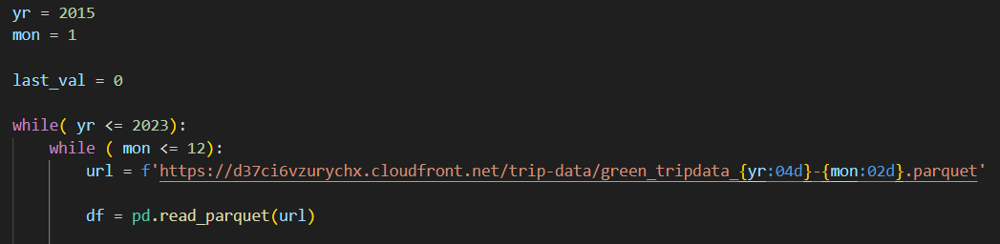 yr = 2015
mon = 1
last_val = 0
while( yr <= 2023):
while ( mon <= 12):
url = f'https://d37ci6vzurychx.cloudfront.net/trip-data/green_tripdata_{yr:04d}-{mon:02d}.parquet'
df = pd.read_parquet(url)